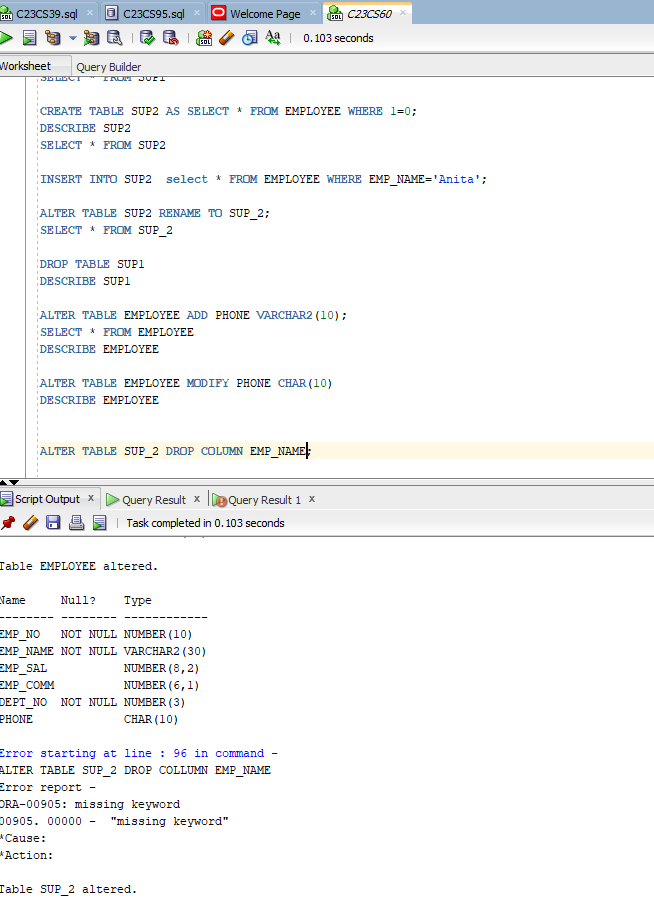 C23CS39.sql
C23CS95.sql
Welcome Page
C23CS60
0.103 seconds
Worksheet
Query Builder
SELECT * FROM SUP1
CREATE TABLE SUP2 AS SELECT * FROM EMPLOYEE WHERE 1=0;
DESCRIBE SUP2
SELECT * FROM SUP2
INSERT INTO SUP2  select * FROM EMPLOYEE WHERE EMP_NAME='Anita';
ALTER TABLE SUP2 RENAME TO SUP_2;
SELECT * FROM SUP_2
DROP TABLE SUP1
DESCRIBE SUP1
ALTER TABLE EMPLOYEE ADD PHONE VARCHAR2(10);
SELECT * FROM EMPLOYEE
DESCRIBE EMPLOYEE
ALTER TABLE EMPLOYEE MODIFY PHONE CHAR(10)
DESCRIBE EMPLOYEE
ALTER TABLE SUP_2 DROP COLUMN EMP_NAME;
Script Output x
Query Result x
Query Result 1 x
Task completed in 0.103 seconds
Table EMPLOYEE altered.
Name     Null?    Type
-------- -------- ------------
EMP_NO   NOT NULL NUMBER(10)
EMP_NAME NOT NULL VARCHAR2(30)
EMP_SAL           NUMBER(8,2)
EMP_COMM          NUMBER(6,1)
DEPT_NO  NOT NULL NUMBER(3)
PHONE             CHAR(10)
Error starting at line : 96 in command -
ALTER TABLE SUP_2 DROP COLLUMN EMP_NAME
Error report -
ORA-00905: missing keyword
00905. 00000 -  "missing keyword"
*Cause:
*Action:
Table SUP_2 altered.